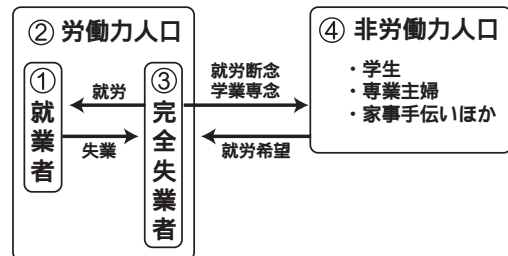 ② 労働力人口
① 就業者
就労
失業
③ 完全失業者
就労断念
学業専念
就労希望
④ 非労働力人口
・学生
・専業主婦
・家事手伝いほか